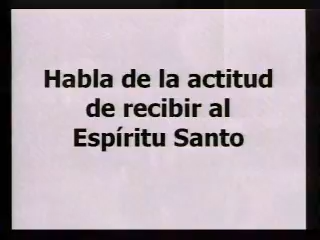 Habla de la actitud
de recibir al
Espíritu Santo